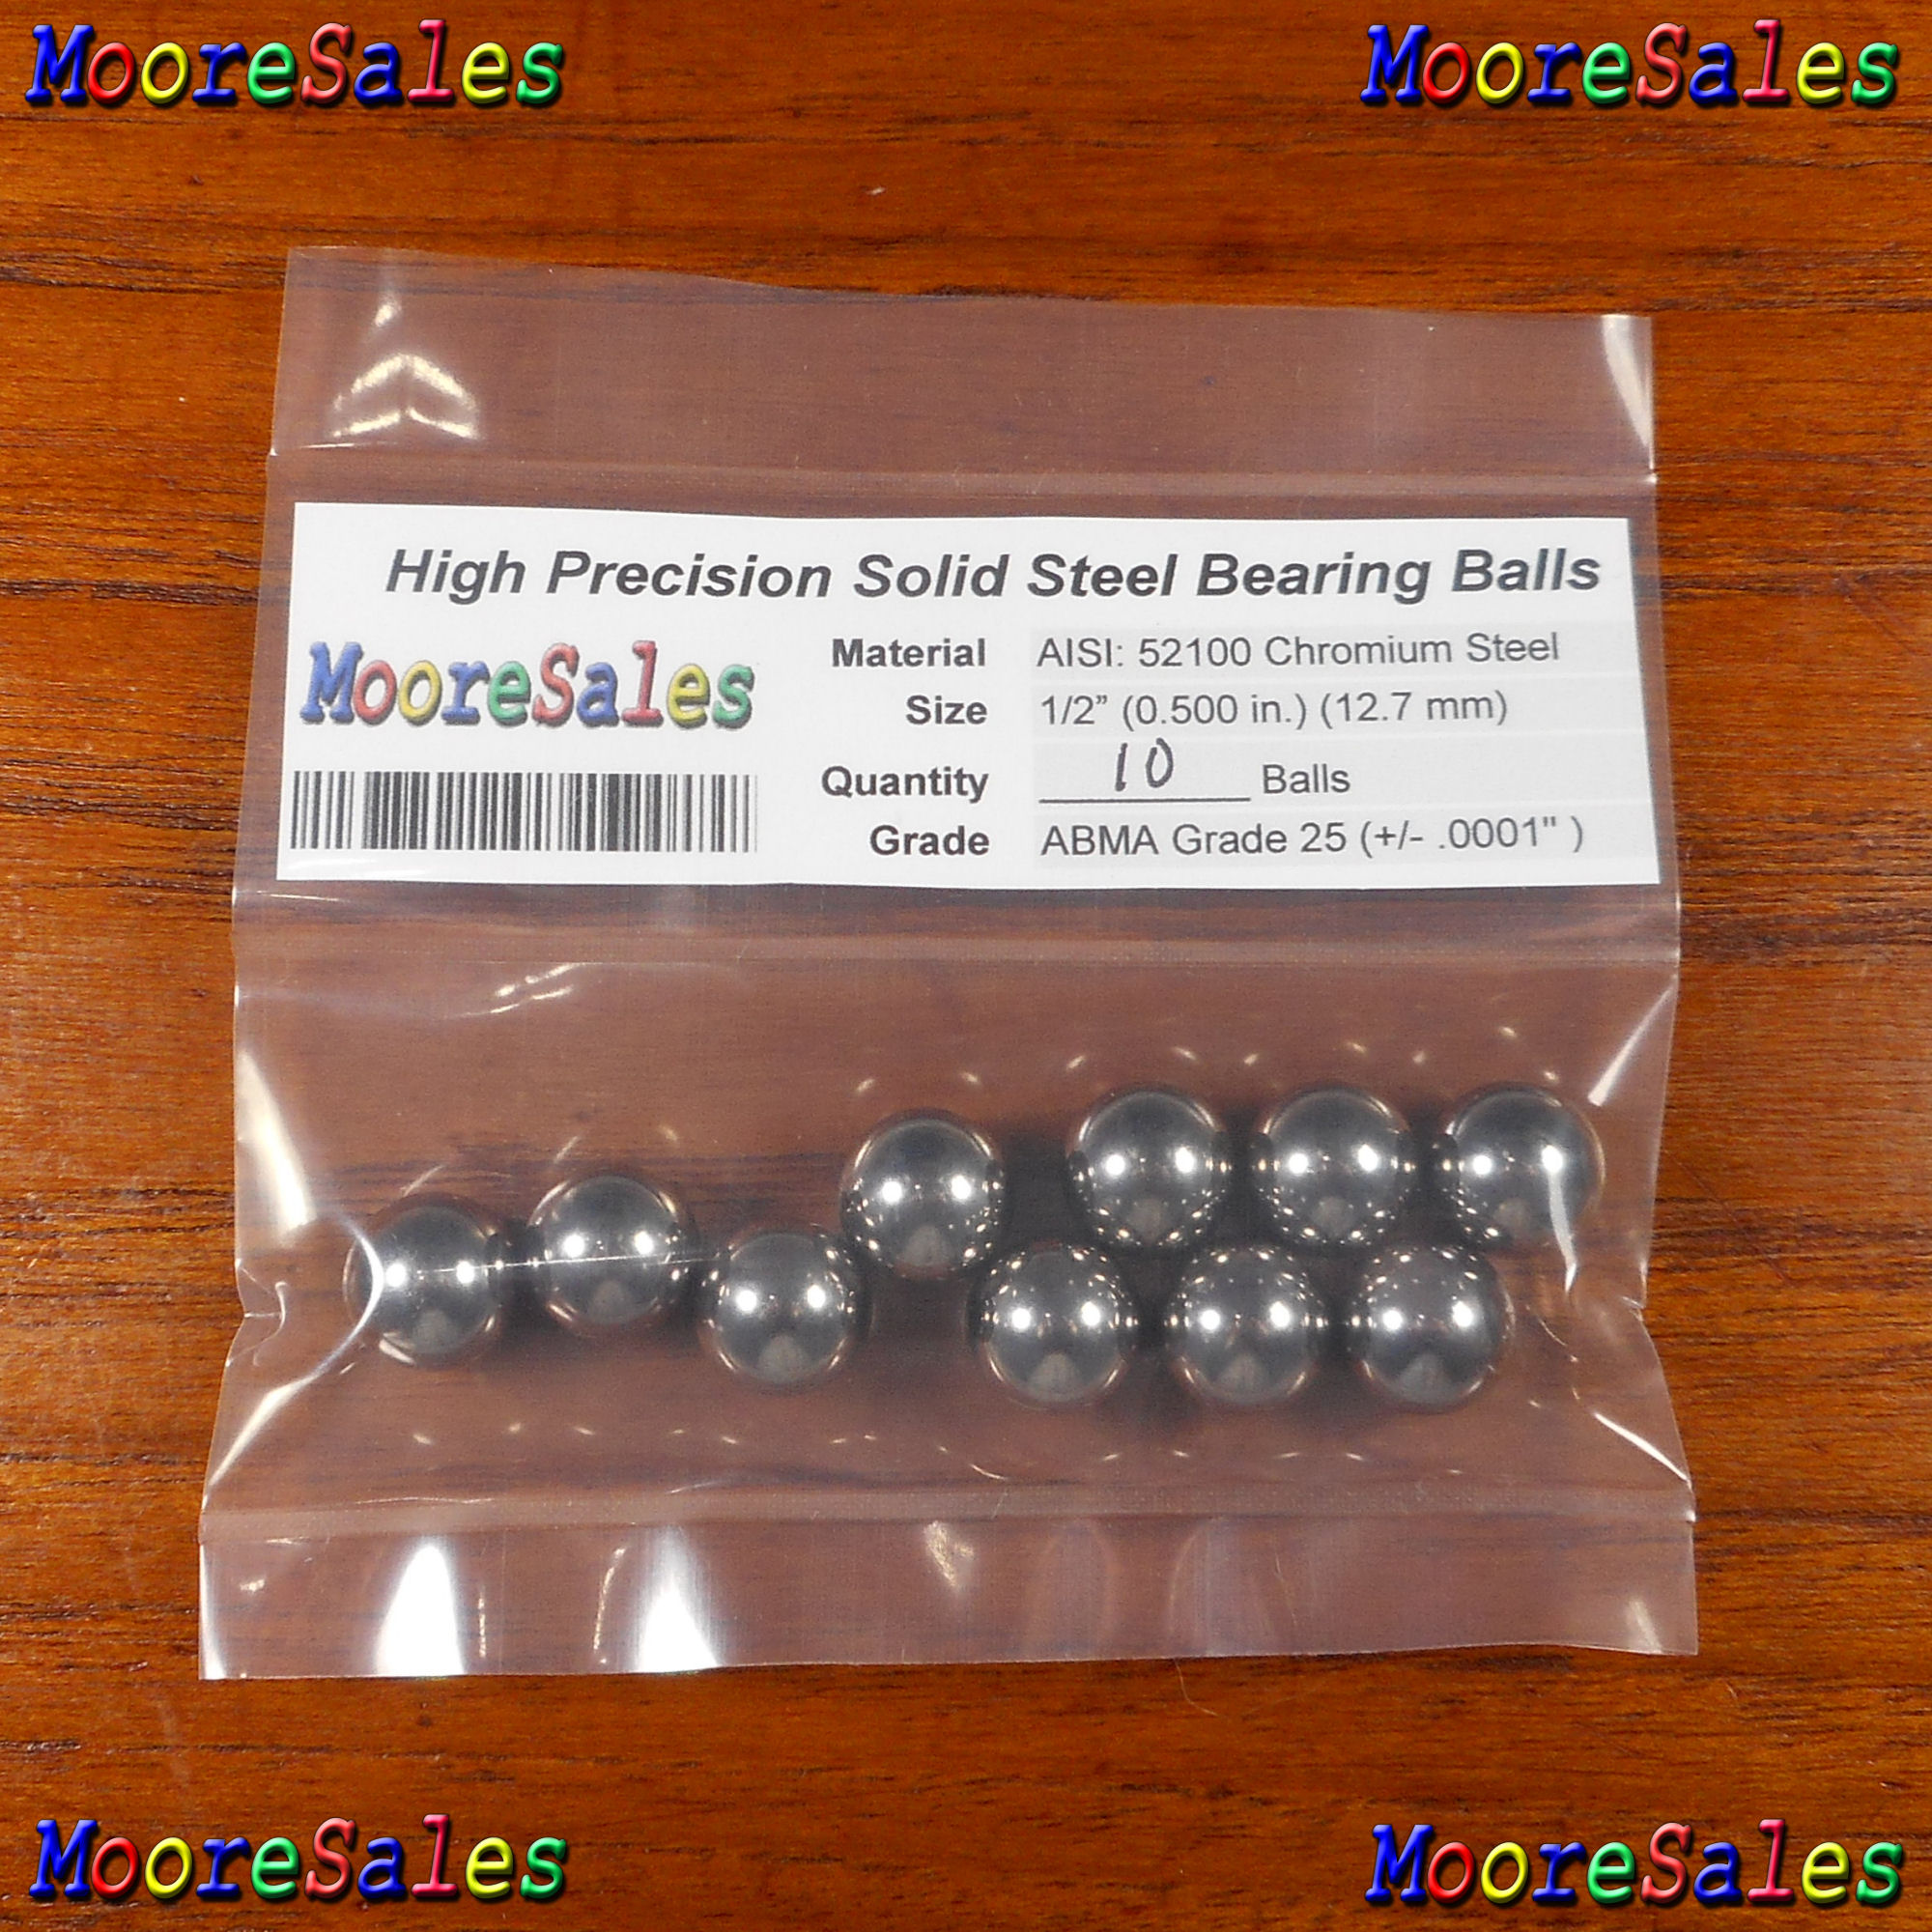 MooreSales
MooreSales
High Precision Solid Steel Bearing Balls
MooreSales
Material AISI: 52100 Chromium Steel
Size 1/2” (0.500 in.) (12.7 mm)
Quantity 10 Balls
Grade ABMA Grade 25 (+/- .0001" )
MooreSales
MooreSales